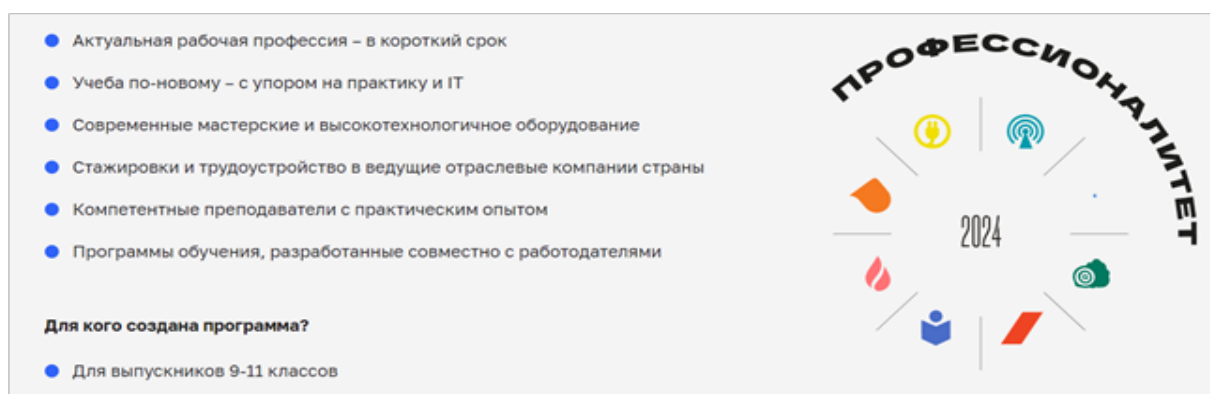 Актуальная рабочая профессия – в короткий срок
Учеба по-новому – с упором на практику и IT
Современные мастерские и высокотехнологичное оборудование
Стажировки и трудоустройство в ведущие отраслевые компании страны
Компетентные преподаватели с практическим опытом
Программы обучения, разработанные совместно с работодателями
Для кого создана программа?
Для выпускников 9-11 классов
ПРОФЕССИОНАЛИТЕТ
2024